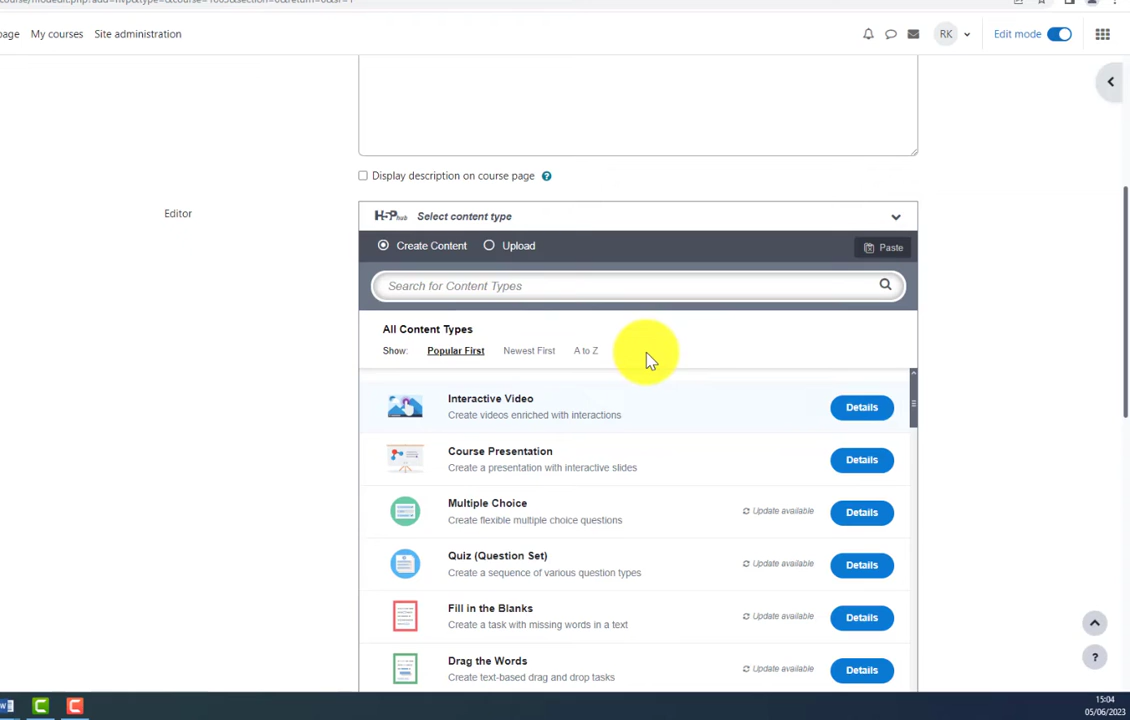 page My courses Site administration RK Edit mode
Display description on course page ?
Editor
H5P hub Select content type
Create Content Upload Paste
Search for Content Types
All Content Types
Show: Popular First Newest First A to Z
Interactive Video
Create videos enriched with interactions
Details
Course Presentation
Create a presentation with interactive slides
Details
Multiple Choice
Create flexible multiple choice questions
Update available
Details
Quiz (Question Set)
Create a sequence of various question types
Update available
Details
Fill in the Blanks
Create a task with missing words in a text
Update available
Details
Drag the Words
Create text-based drag and drop tasks
Update available
Details
?
15:04
05/06/2023